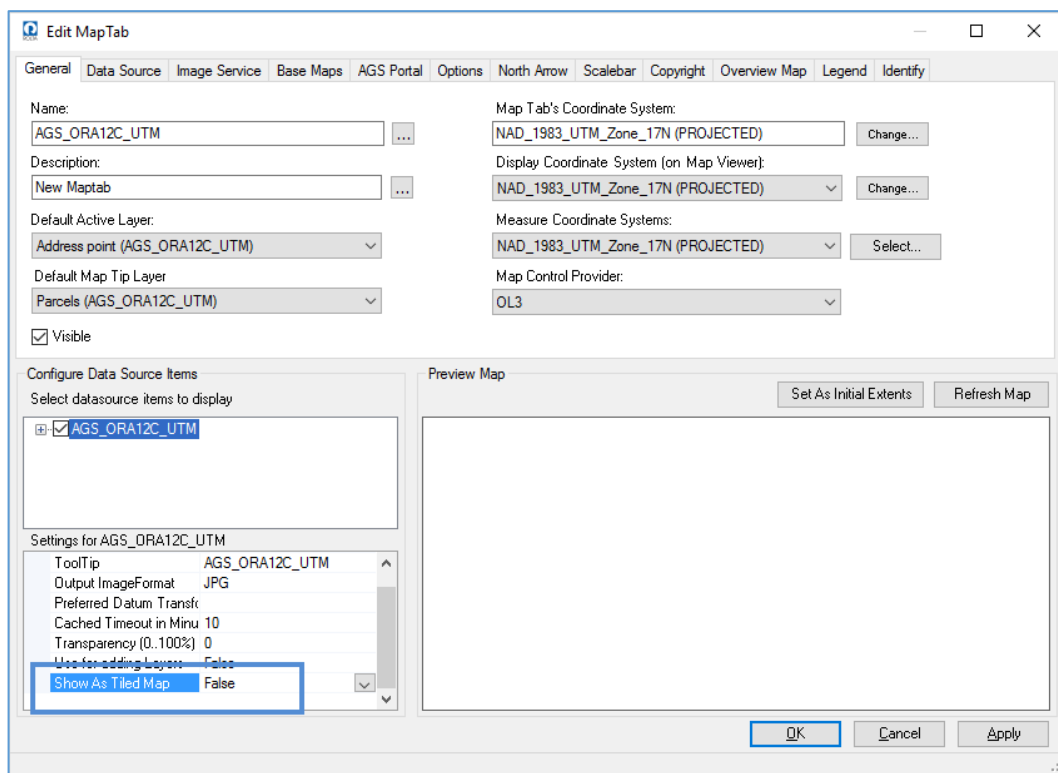 Edit MapTab
General Data Source Image Service Base Maps AGS Portal Options North Arrow Scalebar Copyright Overview Map Legend Identify
Name:
AGS_ORA12C_UTM
...
Description:
New Maptab
...
Default Active Layer:
Address point (AGS_ORA12C_UTM)
Default Map Tip Layer
Parcels (AGS_ORA12C_UTM)
Visible
Map Tab's Coordinate System:
NAD_1983_UTM_Zone_17N (PROJECTED)
Change...
Display Coordinate System (on Map Viewer):
NAD_1983_UTM_Zone_17N (PROJECTED)
Change...
Measure Coordinate Systems:
NAD_1983_UTM_Zone_17N (PROJECTED)
Select...
Map Control Provider:
OL3
Configure Data Source Items
Select datasource items to display
AGS_ORA12C_UTM
Settings for AGS_ORA12C_UTM
ToolTip AGS_ORA12C_UTM
Output ImageFormat JPG
Preferred Datum Transfo
Cached Timeout in Minu 10
Transparency (0..100%) 0
Use for adding Layers False
Show As Tiled Map False
Preview Map
Set As Initial Extents
Refresh Map
OK
Cancel
Apply